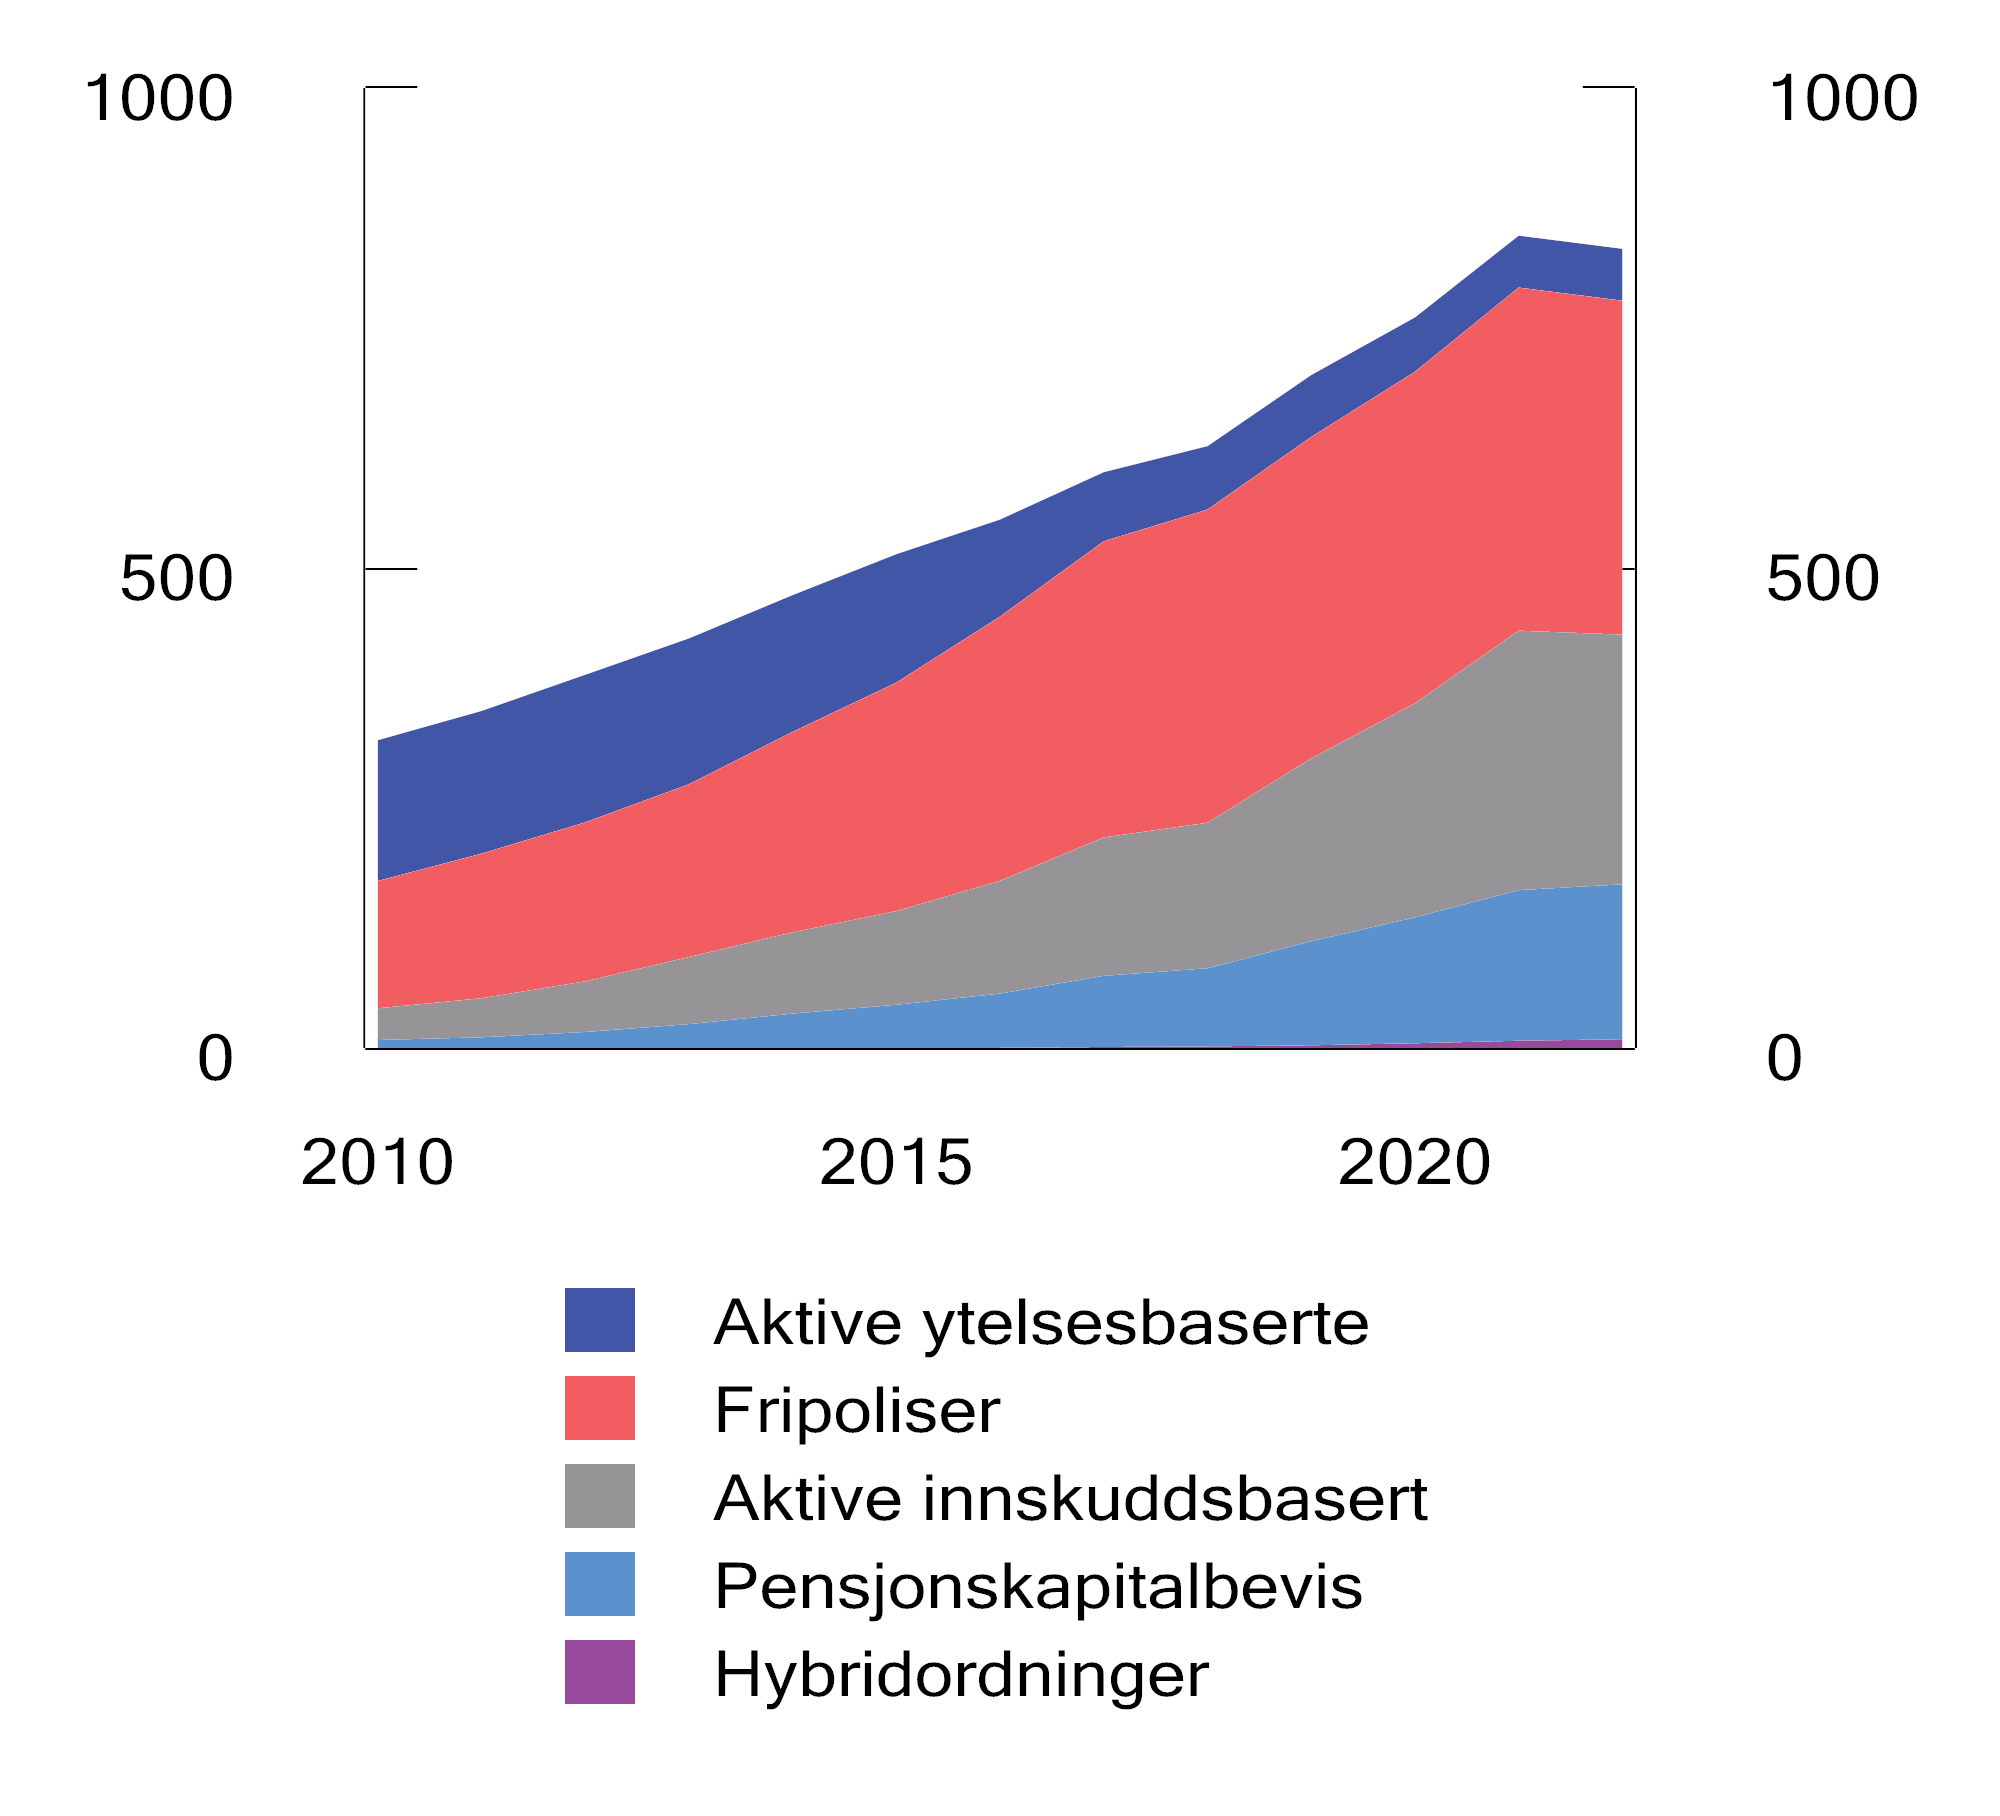 1000 1000
500 500
0 0
2010 2015 2020
Aktive ytelsesbaserte
Fripoliser
Aktive innskuddsbasert
Pensjonskapitalbevis
Hybridordninger